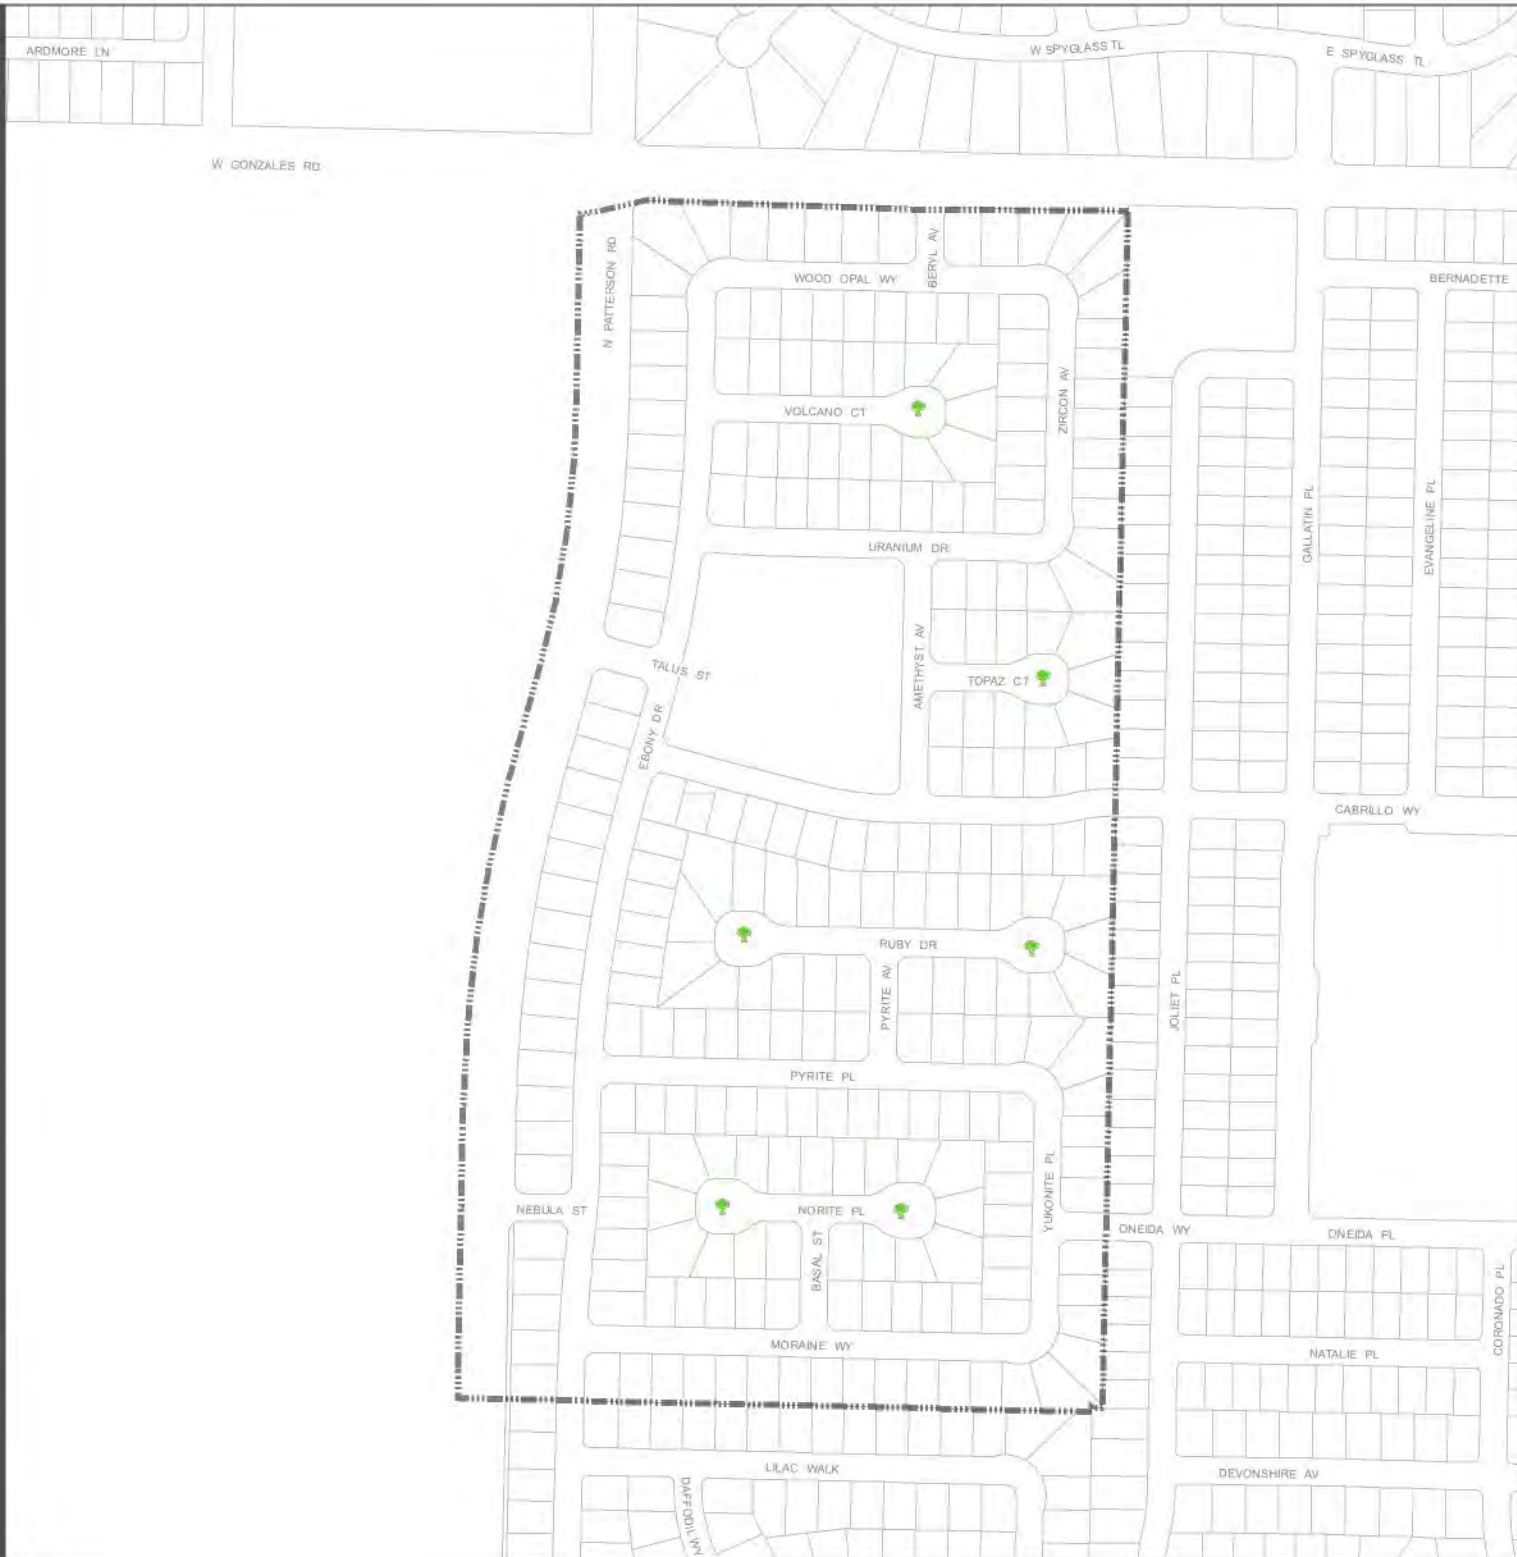 ARDMORE LN
W SPYGLASS TL
E SPYGLASS TL
W GONZALES RD
N PATTERSON RD
BERYL AV
WOOD OPAL WY
BERNADETTE
ZIRCON AV
VOLCANO CT
GALLATIN PL
EVANGELINE PL
URANIUM DR
AMETHYST AV
TALUS ST
TOPAZ CT
EBONY DR
CABRILLO WY
RUBY DR
PYRITE AV
JOLIET PL
PYRITE PL
YUKONITE PL
NEBULA ST
NORITE PL
BASAL ST
ONEIDA WY
ONEIDA PL
CORONADO PL
MORAINE WY
NATALIE PL
LILAC WALK
DEVONSHIRE AV
DAFFODIL WY